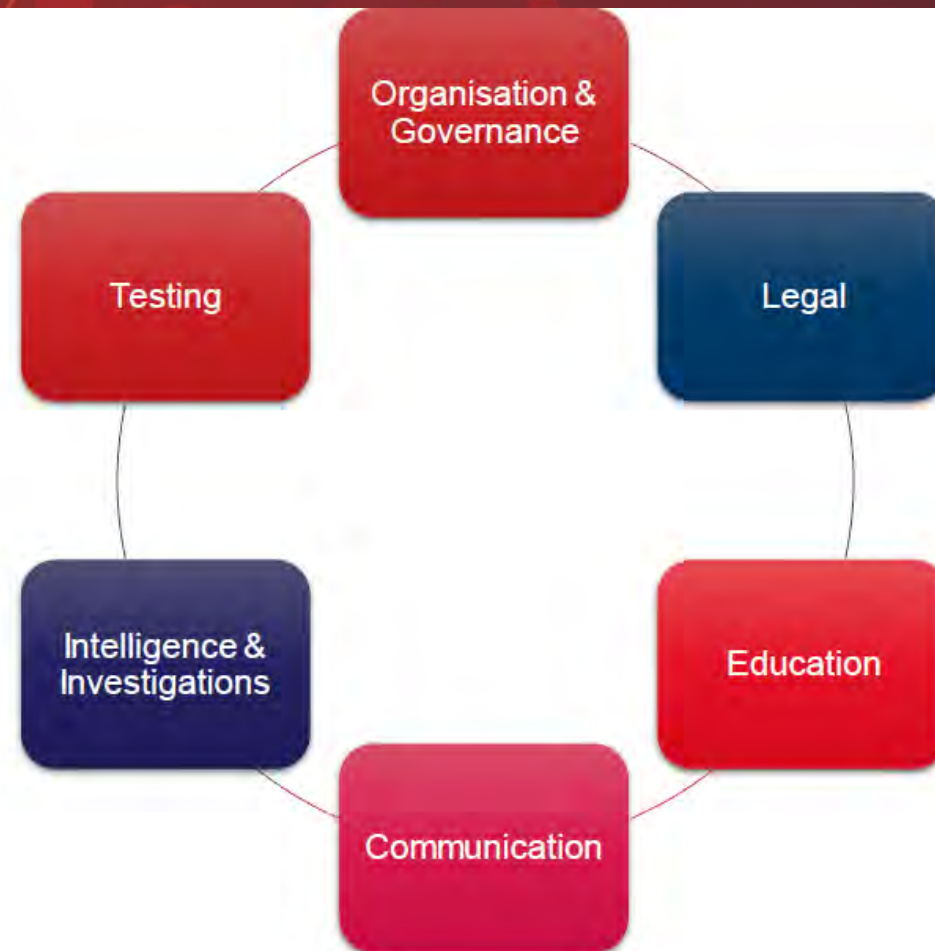 Organisation &
Governance
Legal
Education
Communication
Intelligence &
Investigations
Testing